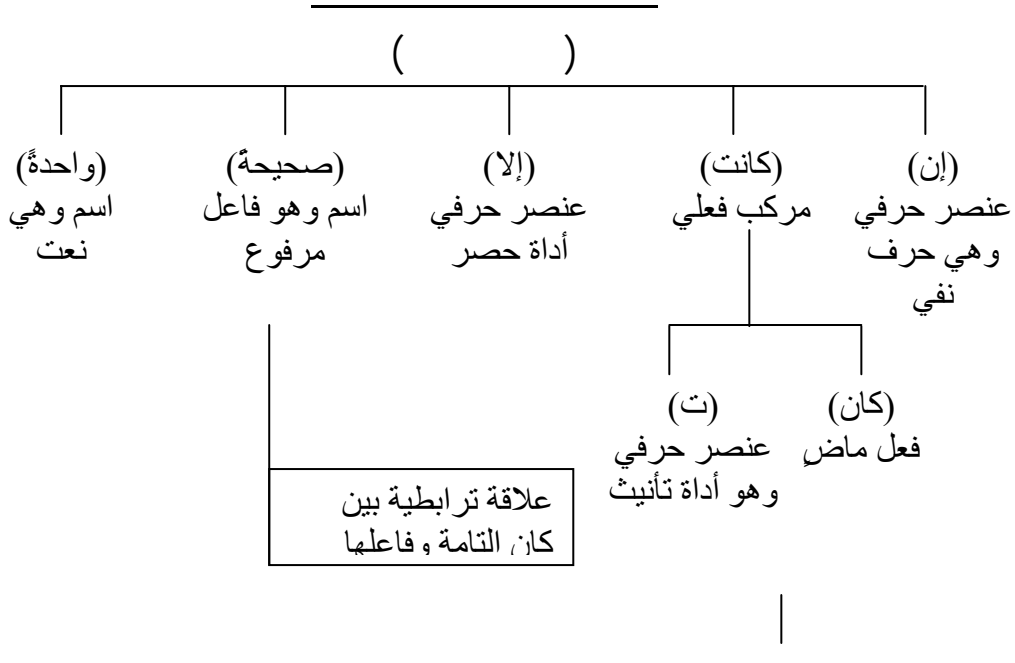 ( )
(إن)
عنصر حرفي
وهي حرف
نفي
(كانت)
مركب فعلي
(إلا)
عنصر حرفي
أداة حصر
(صحيحةً)
اسم وهو فاعل
مرفوع
(واحدةً)
اسم وهي
نعت
(كان)
فعل ماضٍ
(ت)
عنصر حرفي
وهو أداة تأنيث
علاقة ترابطية بين
كان التامة وفاعلها